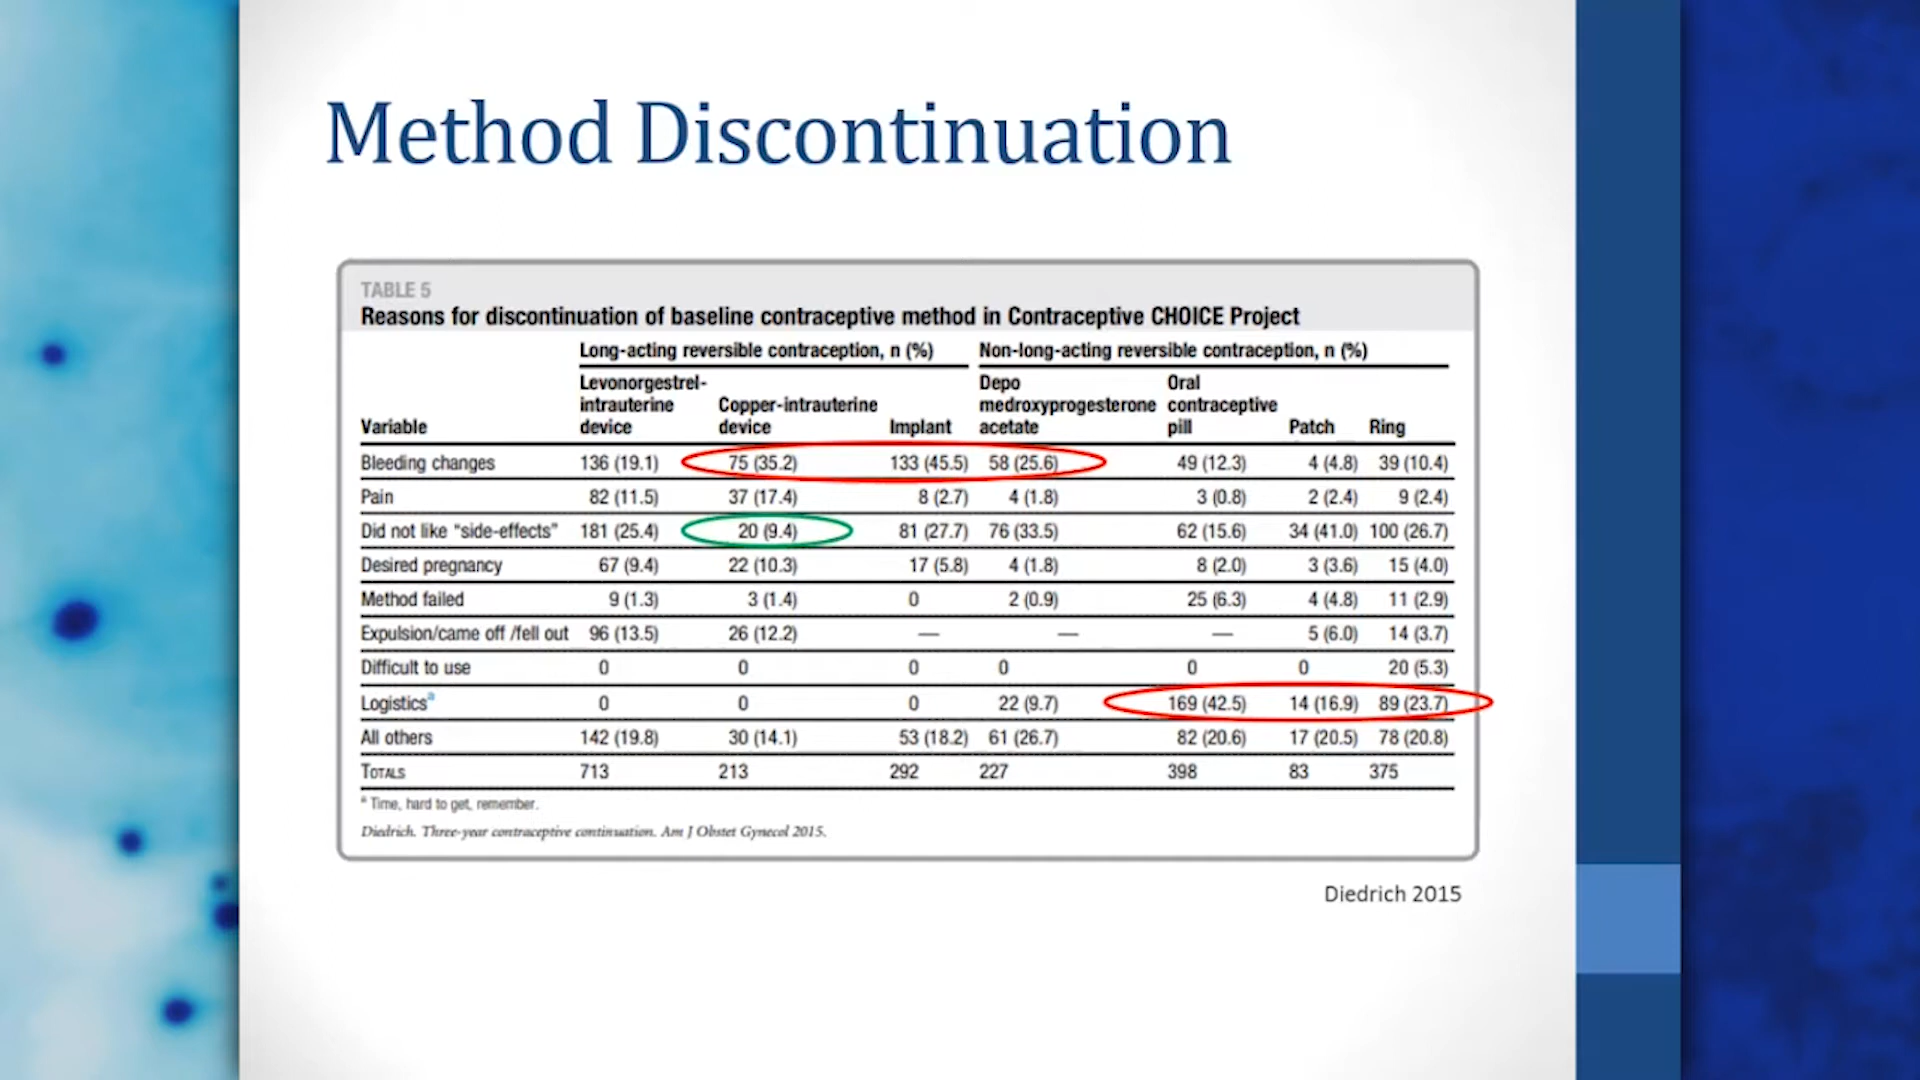 Method Discontinuation
TABLE 5
Reasons for discontinuation of baseline contraceptive method in Contraceptive CHOICE Project
Long-acting reversible contraception, n (%) Non-long-acting reversible contraception, n (%)
Levonorgestrel- Depo Oral
intrauterine Copper-intrauterine medroxyprogesterone contraceptive
Variable device device Implant acetate pill Patch Ring
Bleeding changes 136 (19.1) 75 (35.2) 133 (45.5) 58 (25.6) 49 (12.3) 4 (4.8) 39 (10.4)
Pain 82 (11.5) 37 (17.4) 8 (2.7) 4 (1.8) 3 (0.8) 2 (2.4) 9 (2.4)
Did not like "side-effects" 181 (25.4) 20 (9.4) 81 (27.7) 76 (33.5) 62 (15.6) 34 (41.0) 100 (26.7)
Desired pregnancy 67 (9.4) 22 (10.3) 17 (5.8) 4 (1.8) 8 (2.0) 3 (3.6) 15 (4.0)
Method failed 9 (1.3) 3 (1.4) 0 2 (0.9) 25 (6.3) 4 (4.8) 11 (2.9)
Expulsion/came off /fell out 96 (13.5) 26 (12.2) — — — 5 (6.0) 14 (3.7)
Difficult to use 0 0 0 0 0 0 20 (5.3)
Logisticsᵃ 0 0 0 22 (9.7) 169 (42.5) 14 (16.9) 89 (23.7)
All others 142 (19.8) 30 (14.1) 53 (18.2) 61 (26.7) 82 (20.6) 17 (20.5) 78 (20.8)
TOTALS 713 213 292 227 398 83 375
ᵃ Time, hard to get, remember.
Diedrich. Three-year contraceptive continuation. Am J Obstet Gynecol 2015.
Diedrich 2015